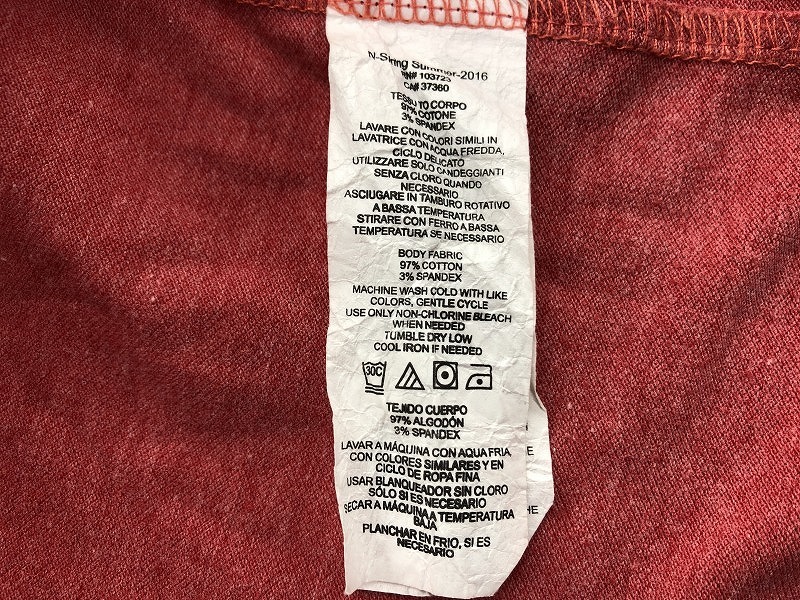 N-Spring Summer-2016
RN# 103723
CA# 37360
TESSUTO CORPO
97% COTONE
3% SPANDEX
LAVARE CON COLORI SIMILI IN
LAVATRICE CON ACQUA FREDDA,
CICLO DELICATO
UTILIZZARE SOLO CANDEGGIANTI
SENZA CLORO QUANDO
NECESSARIO
ASCIUGARE IN TAMBURO ROTATIVO
A BASSA TEMPERATURA
STIRARE CON FERRO A BASSA
TEMPERATURA SE NECESSARIO
BODY FABRIC
97% COTTON
3% SPANDEX
MACHINE WASH COLD WITH LIKE
COLORS, GENTLE CYCLE
USE ONLY NON-CHLORINE BLEACH
WHEN NEEDED
TUMBLE DRY LOW
COOL IRON IF NEEDED
30C
TEJIDO CUERPO
97% ALGODÓN
3% SPANDEX
LAVAR A MÁQUINA CON AQUA FRIA
CON COLORES SIMILARES Y EN
CICLO DE ROPA FINA
USAR BLANQUEADOR SIN CLORO
SÓLO SI ES NECESARIO
SECAR A MÁQUINA A TEMPERATURA
BAJA
PLANCHAR EN FRIO, SI ES
NECESARIO